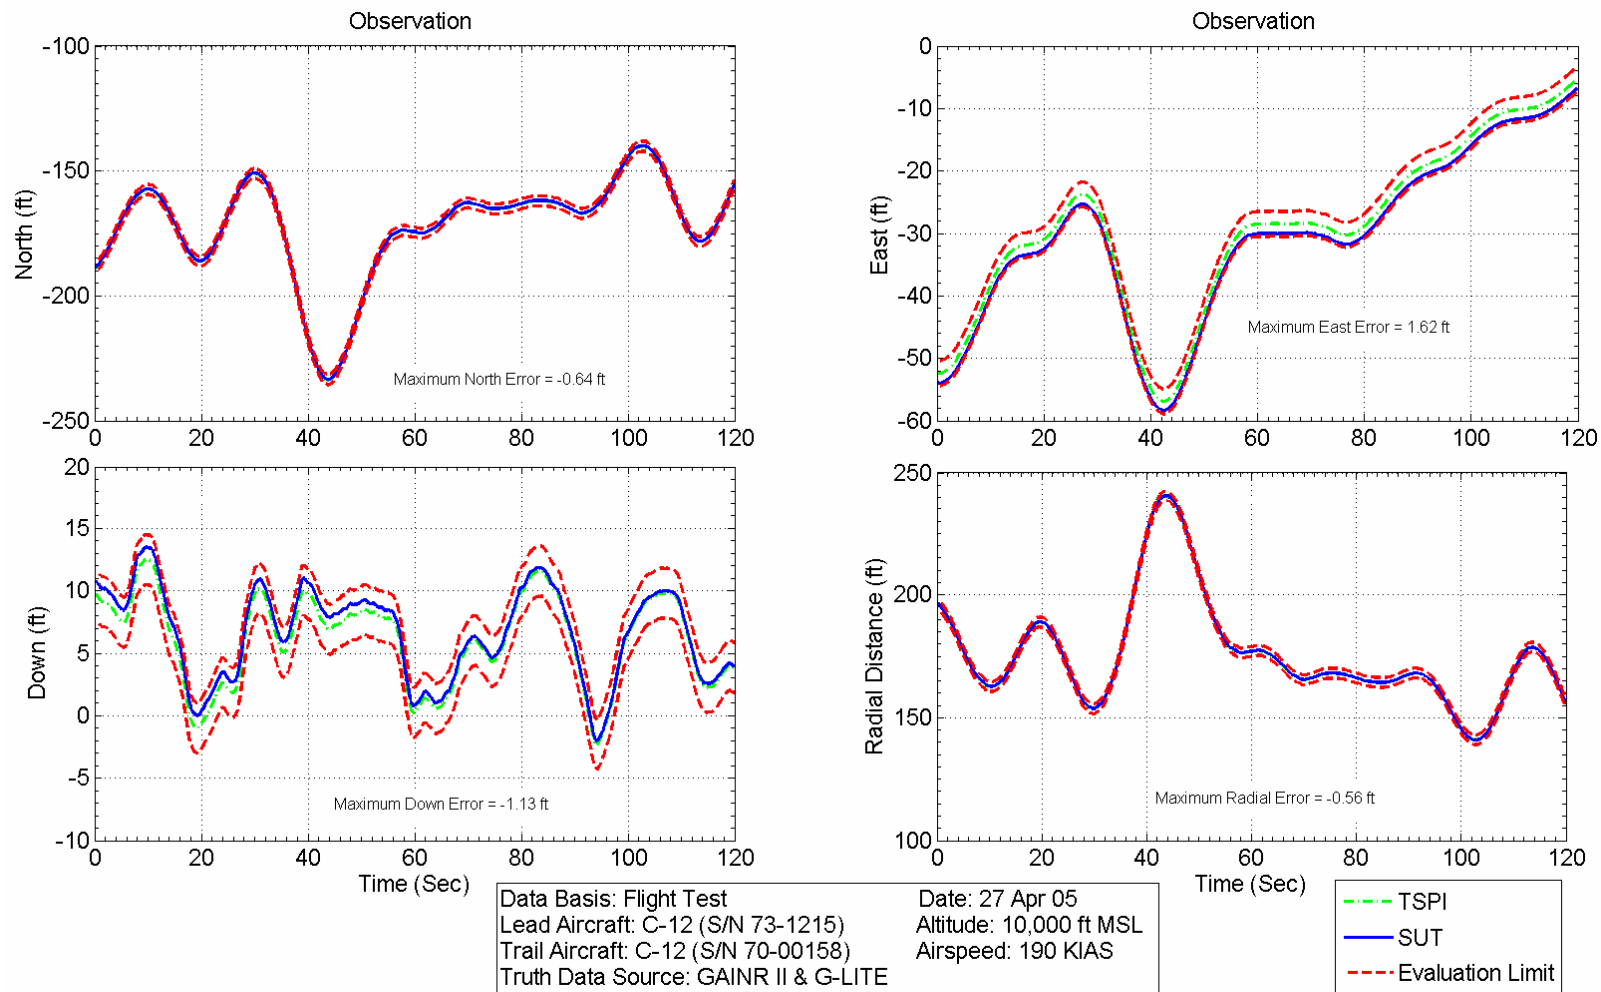 Observation
-100
-150
-200
-250
North (ft)
0 20 40 60 80 100 120
Maximum North Error = -0.64 ft
Observation
0
-10
-20
-30
-40
-50
-60
East (ft)
0 20 40 60 80 100 120
Maximum East Error = 1.62 ft
20
15
10
5
0
-5
-10
Down (ft)
0 20 40 60 80 100 120
Time (Sec)
Maximum Down Error = -1.13 ft
250
200
150
100
Radial Distance (ft)
0 20 40 60 80 100 120
Time (Sec)
Maximum Radial Error = -0.56 ft
Data Basis: Flight Test Date: 27 Apr 05
Lead Aircraft: C-12 (S/N 73-1215) Altitude: 10,000 ft MSL
Trail Aircraft: C-12 (S/N 70-00158) Airspeed: 190 KIAS
Truth Data Source: GAINR II & G-LITE
TSPI
SUT
Evaluation Limit